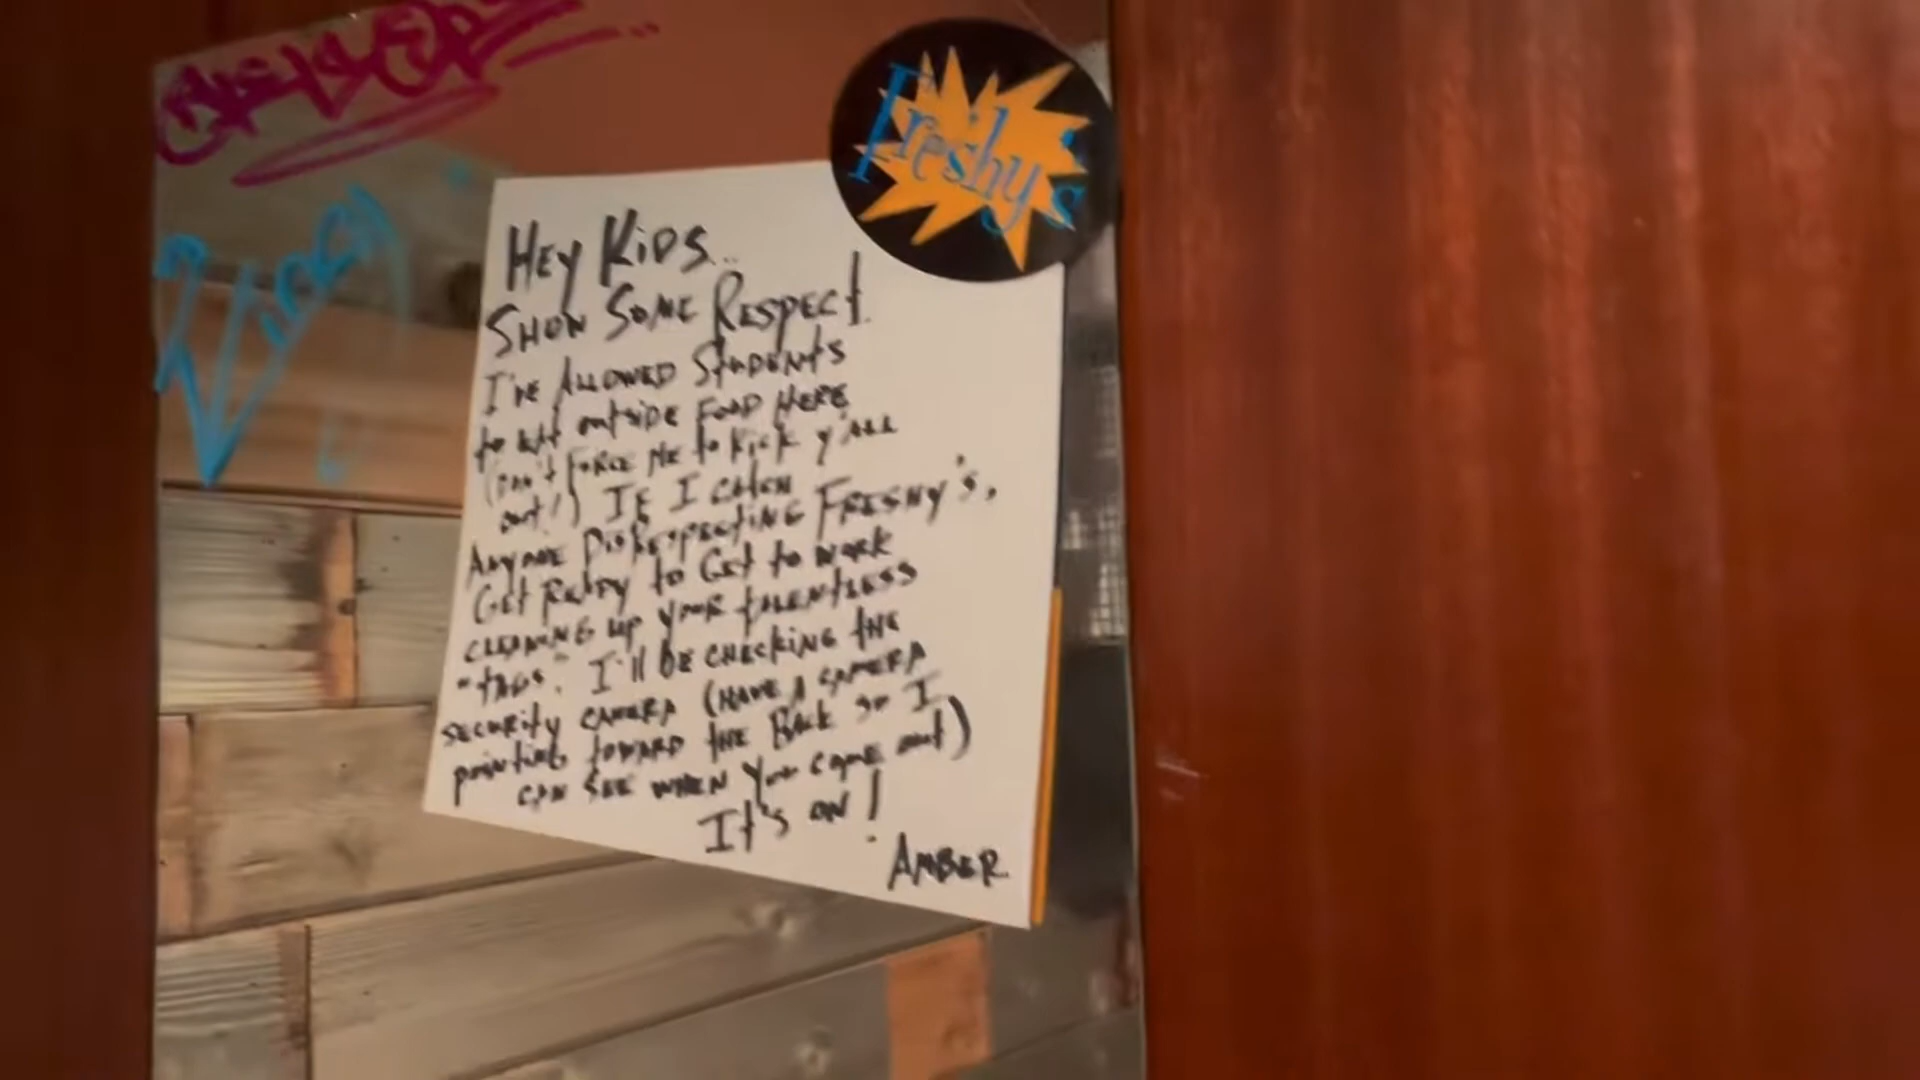 Freshy's
HEY KIDS..
SHOW SOME RESPECT.
I'VE ALLOWED STUDENTS
to EAt outsiDE FOOD HERE
(DON't FORCE ME to KicK y'ALL
out!) IF I CAtCH
ANyONE DisREspECtiNG FRESHY's,
GEt READy to GEt to WORK
CLEANiNG up yOuR tALENtLESS
"tAGS". I'll BE CHECKiNG tHE
sECuRity CAMERA (HAVE A CAMERA
pointiNG toWARD tHE BACK so I
CAN SEE WHEN you COME out)
It's ON!
AMBER